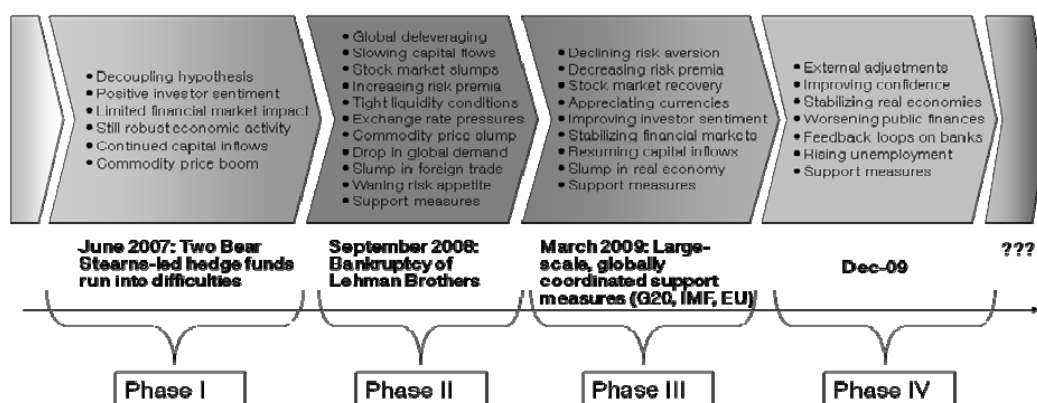 • Decoupling hypothesis
• Positive investor sentiment
• Limited financial market impact
• Still robust economic activity
• Continued capital inflows
• Commodity price boom
• Global deleveraging
• Slowing capital flows
• Stock market slumps
• Increasing risk premia
• Tight liquidity conditions
• Exchange rate pressures
• Commodity price slump
• Drop in global demand
• Slump in foreign trade
• Waning risk appetite
• Support measures
• Declining risk aversion
• Decreasing risk premia
• Stock market recovery
• Appreciating currencies
• Improving investor sentiment
• Stabilizing financial markets
• Resuming capital inflows
• Slump in real economy
• Support measures
• External adjustments
• Improving confidence
• Stabilizing real economies
• Worsening public finances
• Feedback loops on banks
• Rising unemployment
• Support measures
June 2007: Two Bear
Stearns-led hedge funds
run into difficulties
September 2008:
Bankruptcy of
Lehman Brothers
March 2009: Large-
scale, globally
coordinated support
measures (G20, IMF, EU)
Dec-09
???
Phase I
Phase II
Phase III
Phase IV